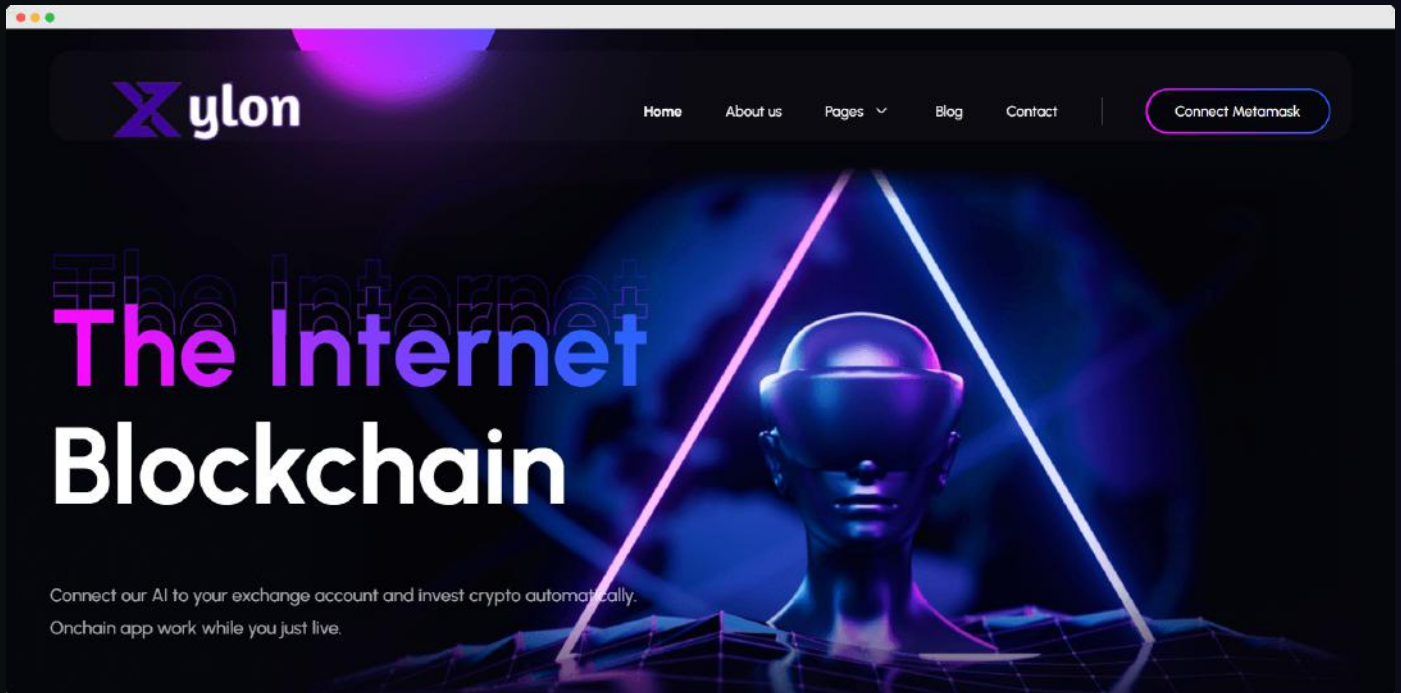 Xylon
Home About us Pages Blog Contact Connect Metamask
The Internet
The Internet
Blockchain
Connect our AI to your exchange account and invest crypto automatically.
Onchain app work while you just live.